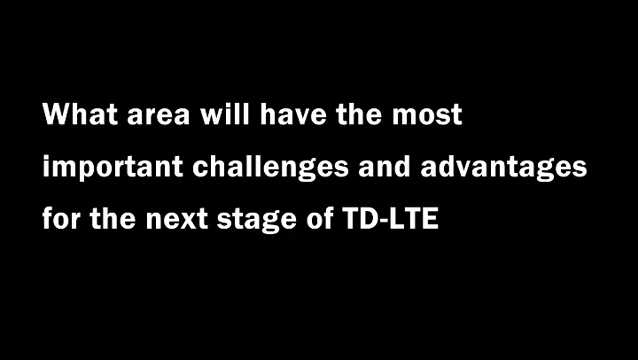 What area will have the most
important challenges and advantages
for the next stage of TD-LTE